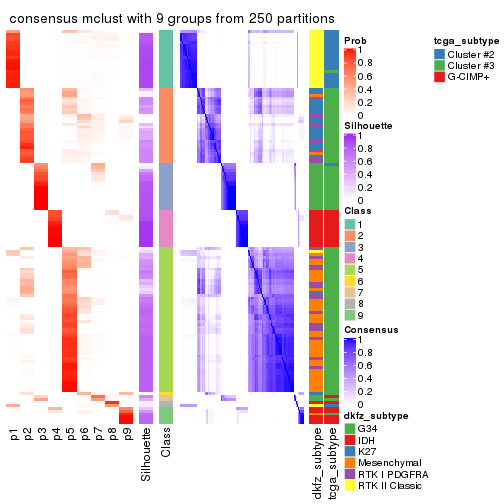 consensus mclust with 9 groups from 250 partitions
Prob
1
0.8
0.6
0.4
0.2
0
Silhouette
1
0.8
0.6
0.4
0.2
0
Class
1
2
3
4
5
6
7
8
9
Consensus
1
0.8
0.6
0.4
0.2
0
dkfz_subtype
G34
IDH
K27
Mesenchymal
RTK I PDGFRA
RTK II Classic
tcga_subtype
Cluster #2
Cluster #3
G-CIMP+
p1
p2
p3
p4
p5
p6
p7
p8
p9
Silhouette
Class
dkfz_subtype
tcga_subtype